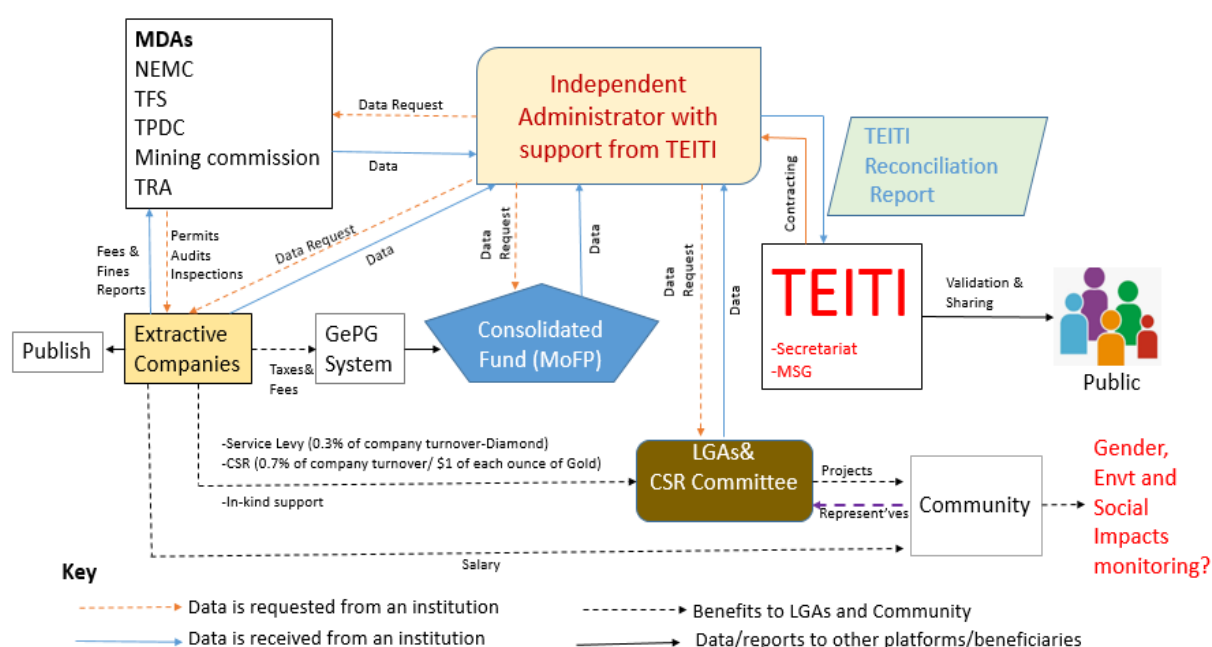 MDAs
NEMC
TFS
TPDC
Mining commission
TRA
Data Request
Data
Independent
Administrator with
support from TEITI
Contracting
TEITI
Reconciliation
Report
Fees &
Fines
Reports
Permits
Audits
Inspections
Data Request
Data
Data
Request
Data
Data
Request
Data
TEITI
-Secretariat
-MSG
Validation &
Sharing
Public
Publish
Extractive
Companies
Taxes&
Fees
GePG
System
Consolidated
Fund (MoFP)
-Service Levy (0.3% of company turnover-Diamond)
-CSR (0.7% of company turnover/ $1 of each ounce of Gold)
-In-kind support
LGAs&
CSR Committee
Projects
Represent'ves
Community
Gender,
Envt and
Social
Impacts
monitoring?
Salary
Key
Data is requested from an institution
Data is received from an institution
Benefits to LGAs and Community
Data/reports to other platforms/beneficiaries